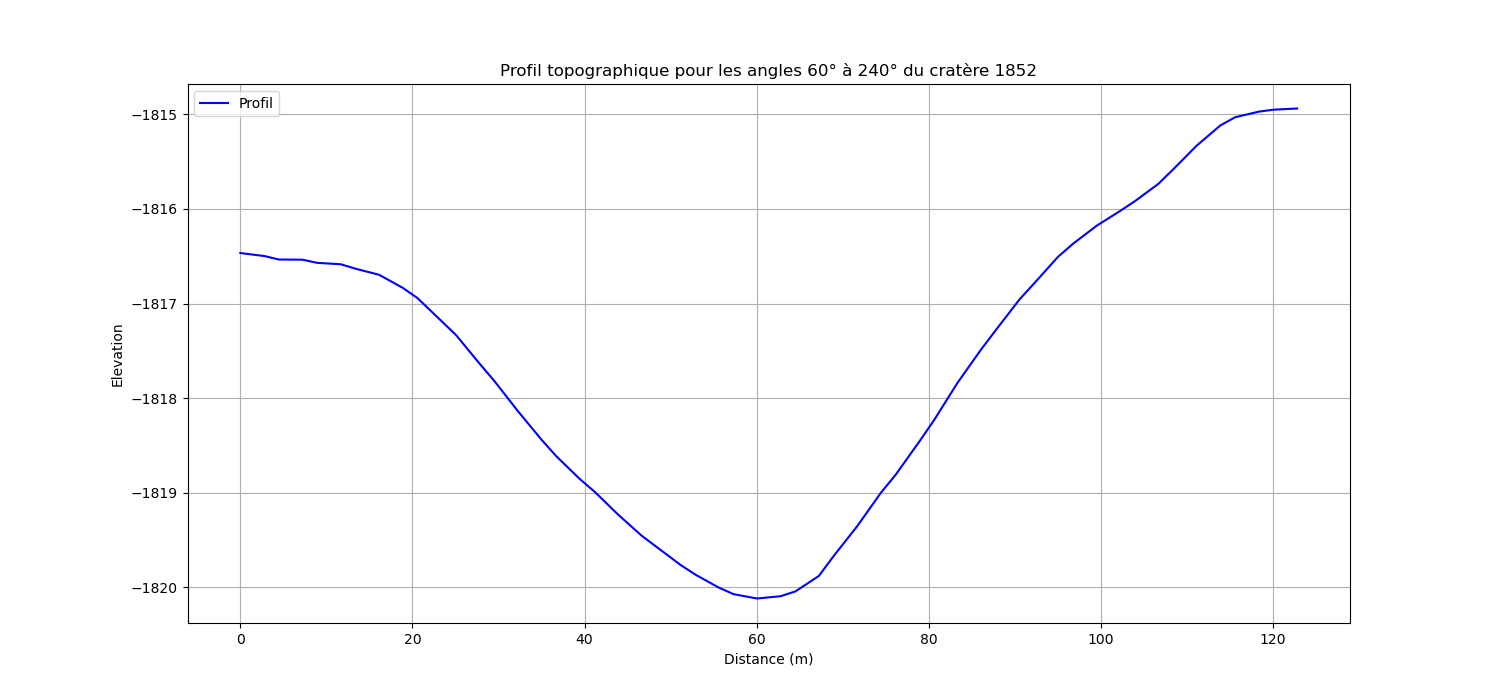 Profil topographique pour les angles 60° à 240° du cratère 1852
Profil
−1815
−1816
−1817
−1818
−1819
−1820
Elevation
0 20 40 60 80 100 120
Distance (m)